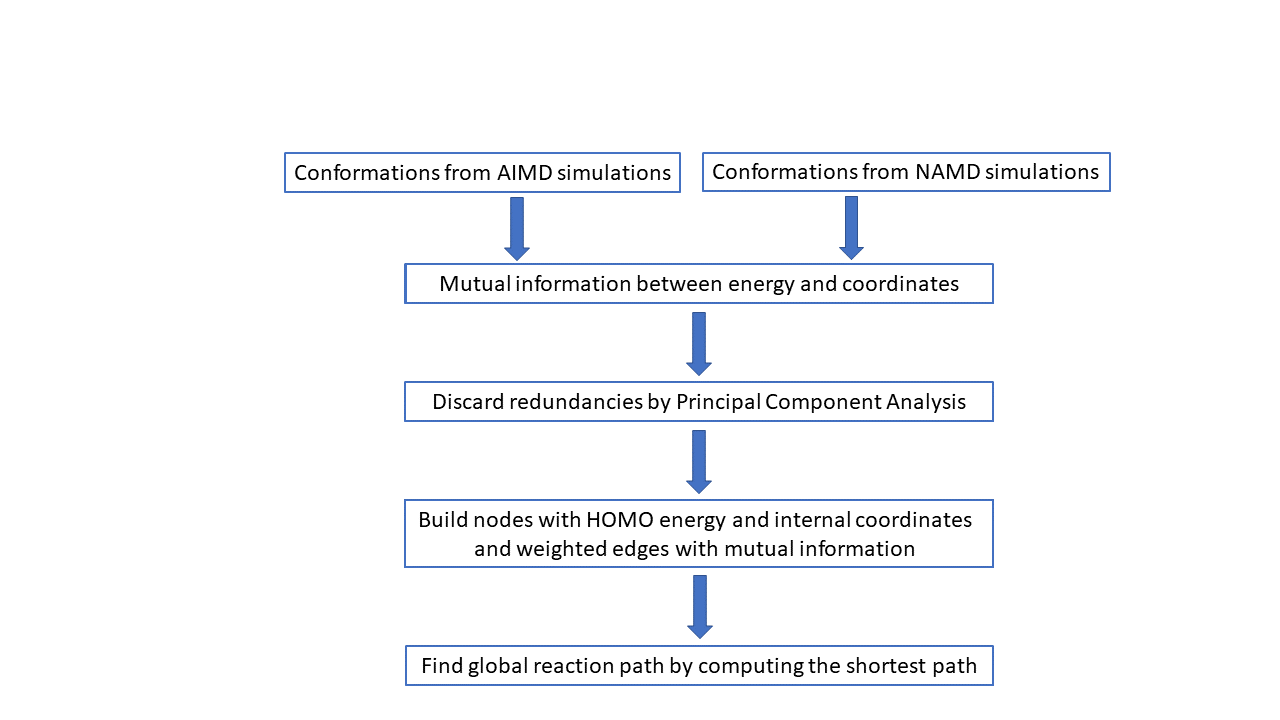 Conformations from AIMD simulations
Conformations from NAMD simulations
Mutual information between energy and coordinates
Discard redundancies by Principal Component Analysis
Build nodes with HOMO energy and internal coordinates
and weighted edges with mutual information
Find global reaction path by computing the shortest path